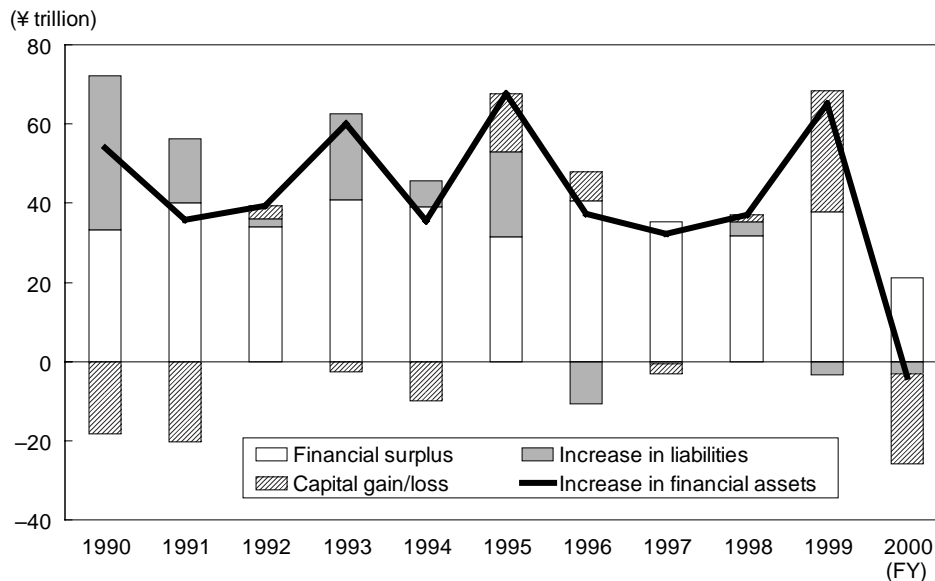 (¥ trillion)
80
60
40
20
0
–20
–40
Financial surplus
Increase in liabilities
Capital gain/loss
Increase in financial assets
1990 1991 1992 1993 1994 1995 1996 1997 1998 1999 2000
(FY)